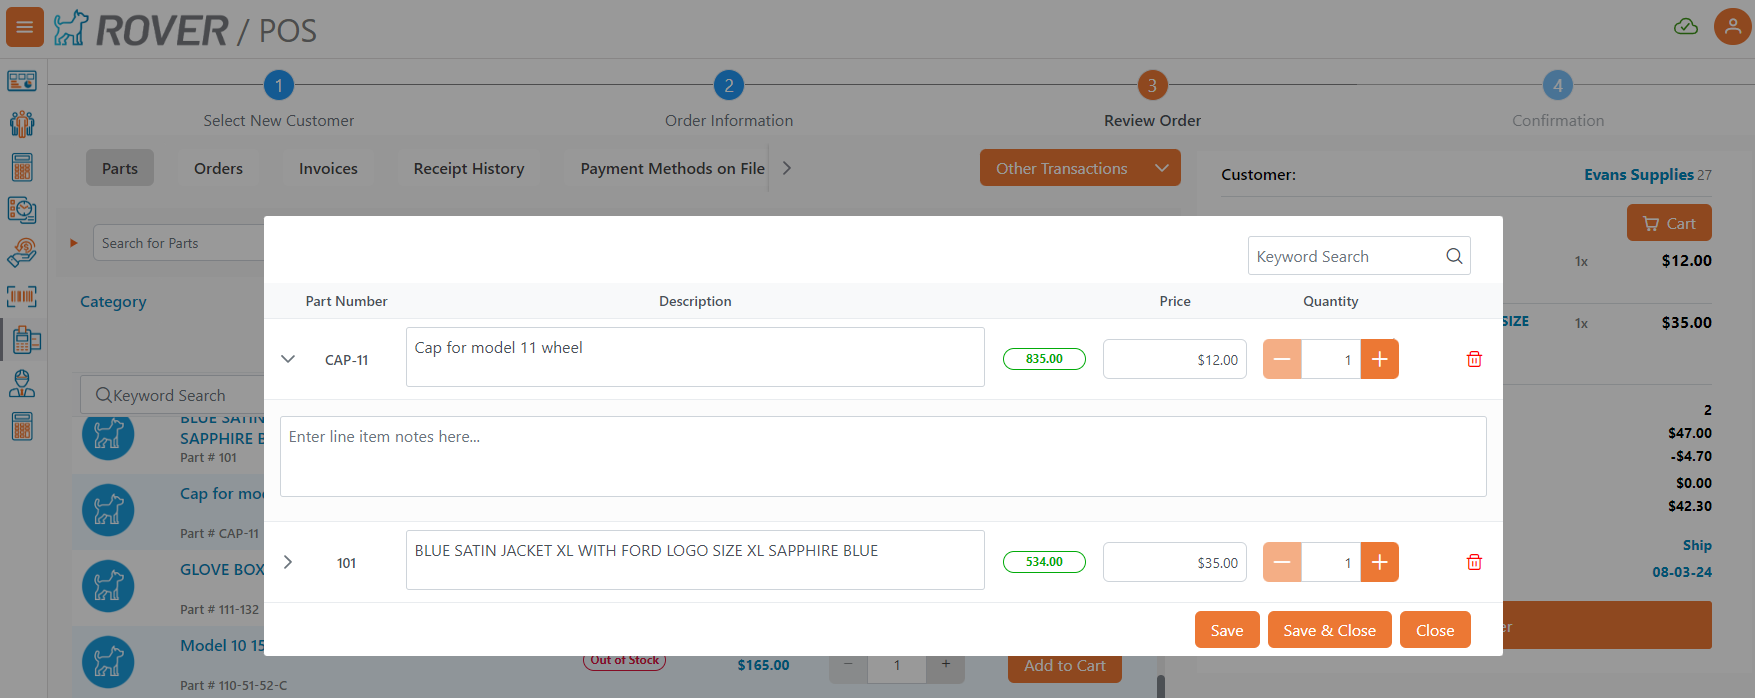 ROVER / POS
1
2
3
4
Select New Customer
Order Information
Review Order
Confirmation
Parts
Orders
Invoices
Receipt History
Payment Methods on File
Other Transactions
Customer:
Evans Supplies 27
Search for Parts
Cart
1x
$12.00
Category
SIZE
1x
$35.00
Keyword Search
BLUE SATIN
SAPPHIRE B
Part # 101
Cap for mo
Part # CAP-11
GLOVE BOX
Part # 111-132
Model 10 15
Part # 110-51-52-C
Out of Stock
$165.00
1
Add to Cart
2
$47.00
-$4.70
$0.00
$42.30
Ship
08-03-24
Keyword Search
Part Number
Description
Price
Quantity
CAP-11
Cap for model 11 wheel
835.00
$12.00
1
Enter line item notes here...
101
BLUE SATIN JACKET XL WITH FORD LOGO SIZE XL SAPPHIRE BLUE
534.00
$35.00
1
Save
Save & Close
Close